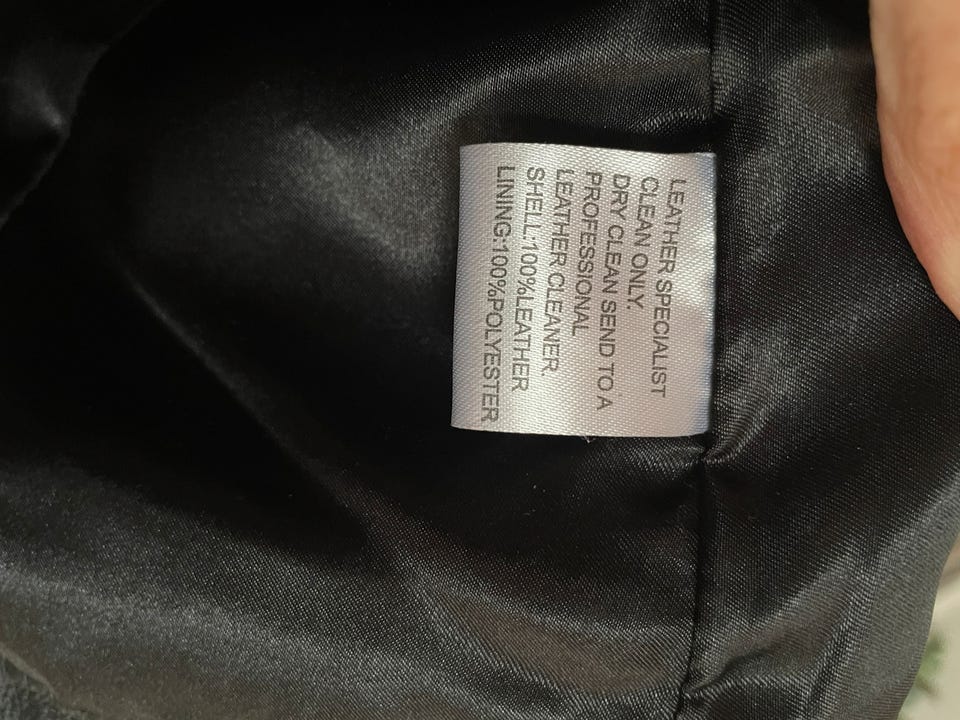 LEATHER SPECIALIST
CLEAN ONLY.
DRY CLEAN SEND TO A
PROFESSIONAL
LEATHER CLEANER.
SHELL:100%LEATHER
LINING:100%POLYESTER